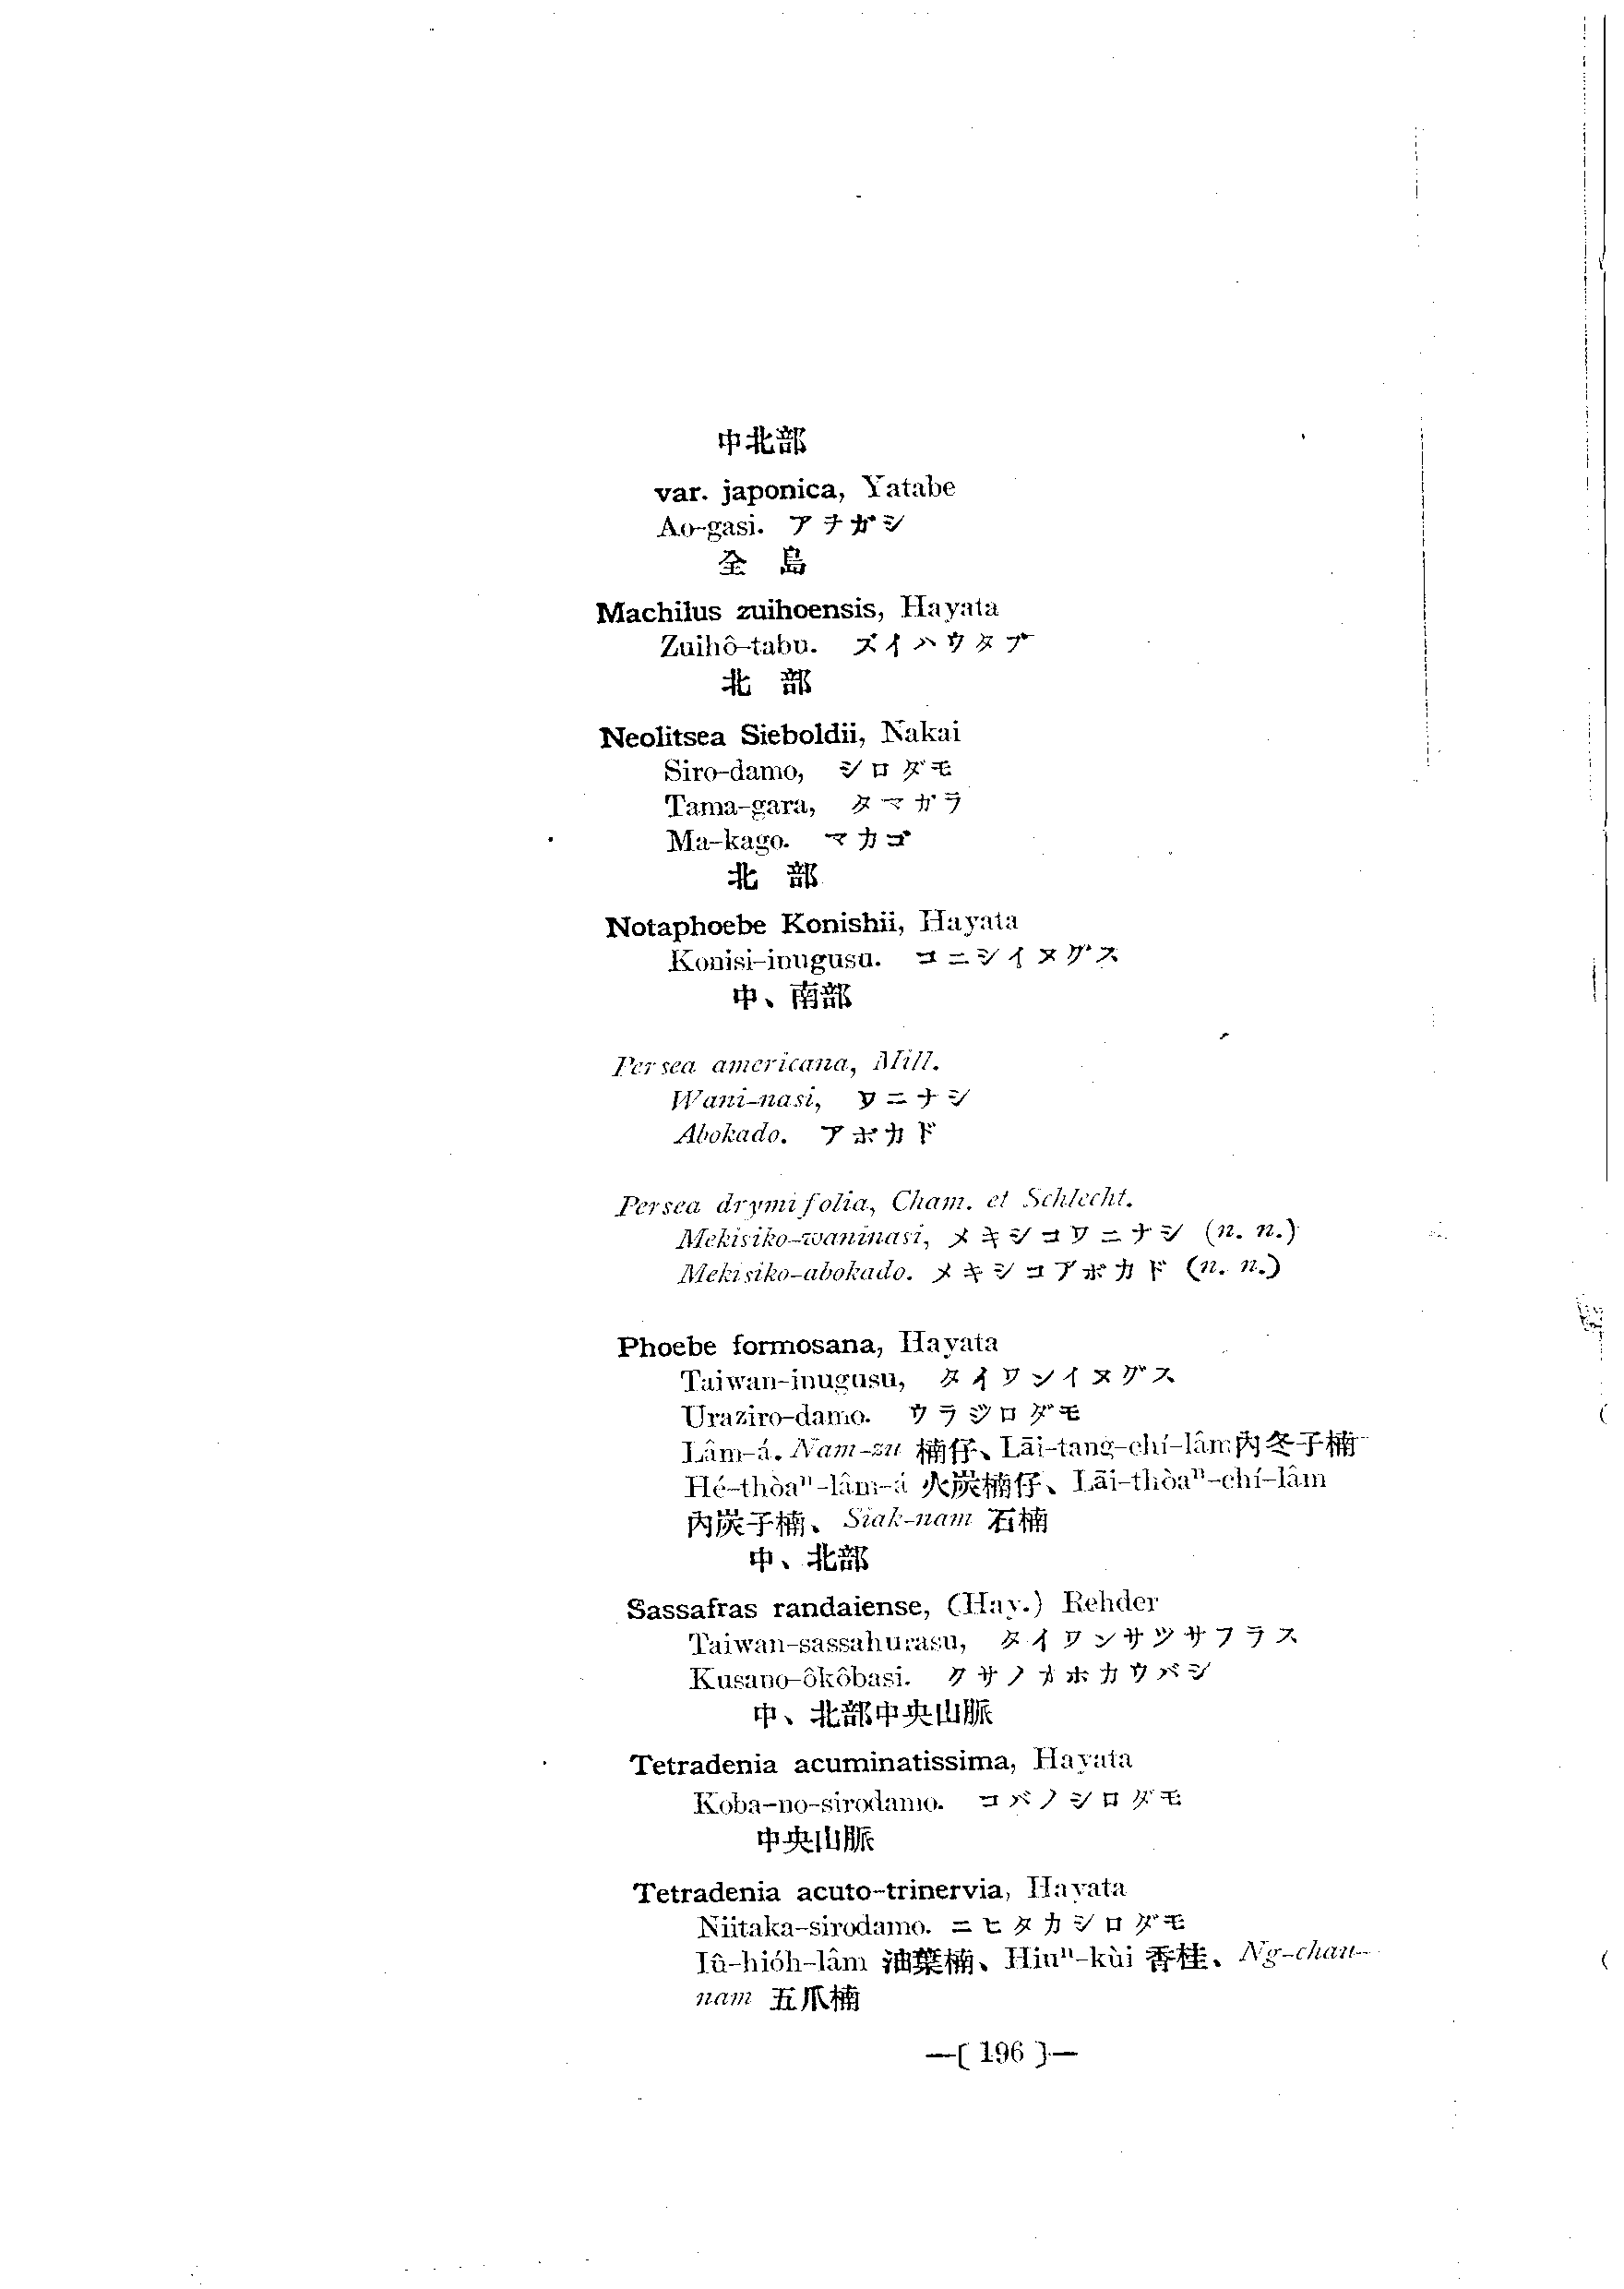 中北部
var. japonica, Yatabe
Ao-gasi. アヲガシ
全 島
Machilus zuihoensis, Hayata
Zuihô-tabu. ズイハウタブ
北 部
Neolitsea Sieboldii, Nakai
Siro-damo, シロダモ
Tama-gara, タマガラ
Ma-kago. マカゴ
北 部
Notaphoebe Konishii, Hayata
Konisi-inugusu. コニシイヌグス
中、南部
Persea americana, Mill.
Wani-nasi, ワニナシ
Abokado. アボカド
Persea drymifolia, Cham. et Schlecht.
Mekisiko-waninasi, メキシコワニナシ (n. n.)
Mekisiko-abokado. メキシコアボカド (n. n.)
Phoebe formosana, Hayata
Taiwan-inugusu, タイワンイヌグス
Uraziro-damo. ウラジロダモ
Lâm-á. Nam-zu 楠仔、Lāi-tang-chí-lâm 內冬子楠
Hé-thòaⁿ-lâm-á 火炭楠仔、Lāi-thòaⁿ-chí-lâm
內炭子楠、Siak-nam 石楠
中、北部
Sassafras randaiense, (Hay.) Rehder
Taiwan-sassahurasu, タイワンサツサフラス
Kusano-ôkôbasi. クサノオホカウバシ
中、北部中央山脈
Tetradenia acuminatissima, Hayata
Koba-no-sirodamo. コバノシロダモ
中央山脈
Tetradenia acuto-trinervia, Hayata
Niitaka-sirodamo. ニヒタカシロダモ
Iû-hióh-lâm 油葉楠、Hiuⁿ-kùi 香桂、Ng-chau-
nam 五爪楠
—( 196 )—